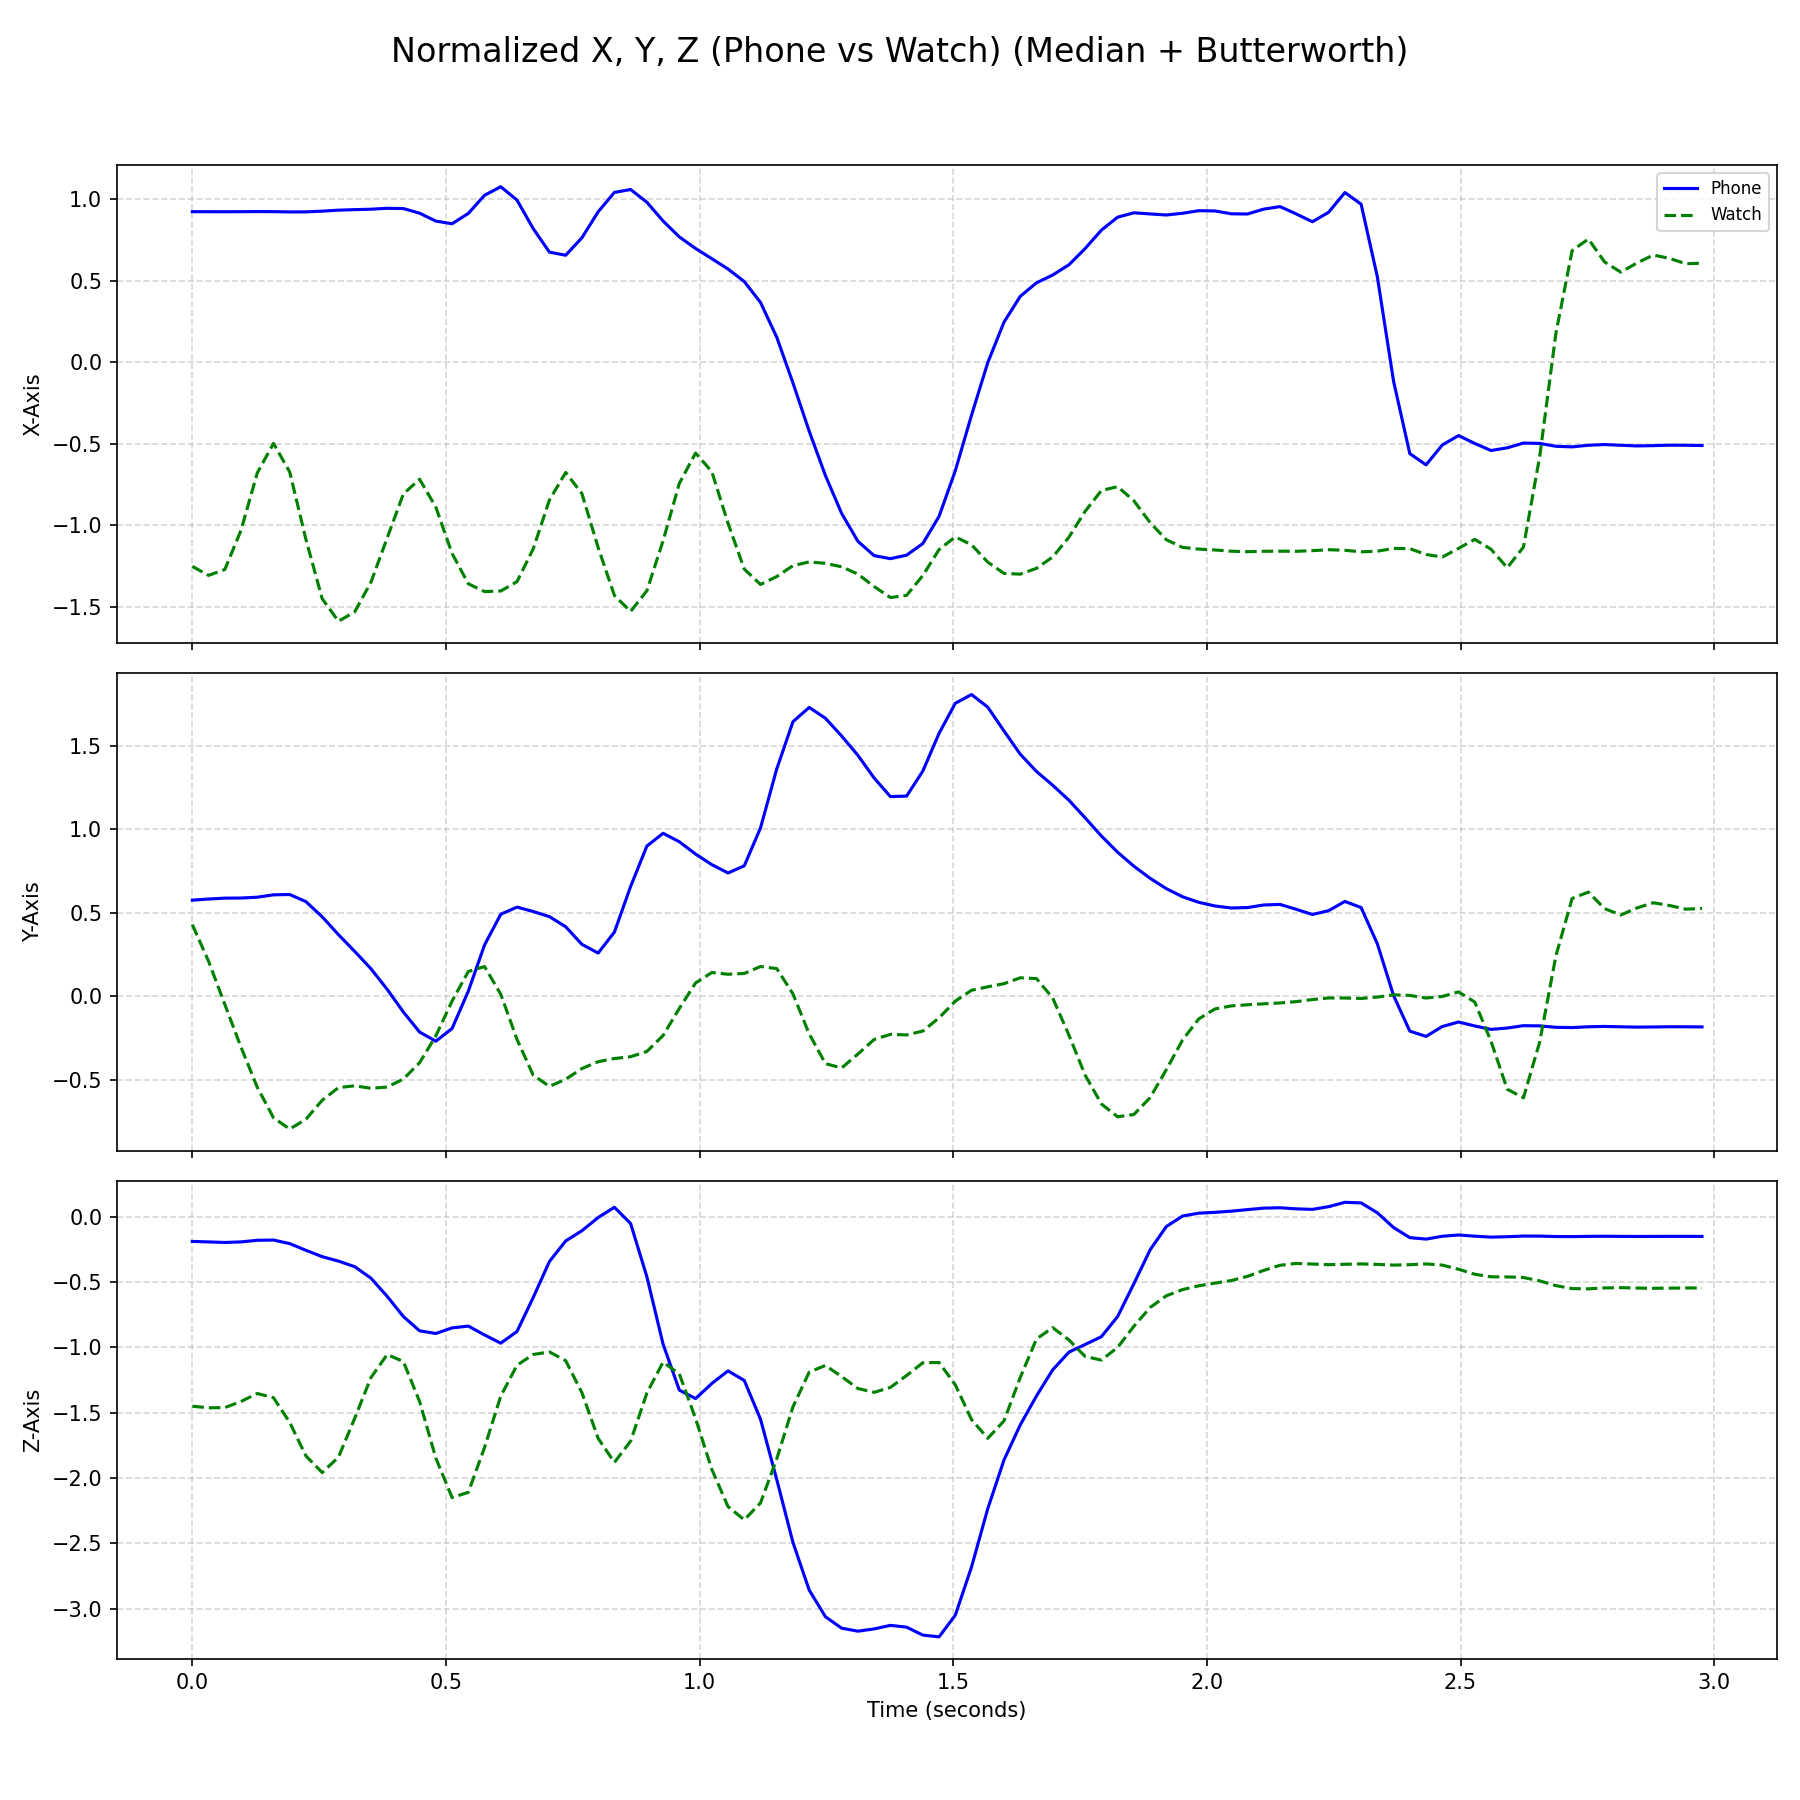 Normalized X, Y, Z (Phone vs Watch) (Median + Butterworth)
Phone
Watch
X-Axis
1.0
0.5
0.0
−0.5
−1.0
−1.5
Y-Axis
1.5
1.0
0.5
0.0
−0.5
Z-Axis
0.0
−0.5
−1.0
−1.5
−2.0
−2.5
−3.0
0.0 0.5 1.0 1.5 2.0 2.5 3.0
Time (seconds)